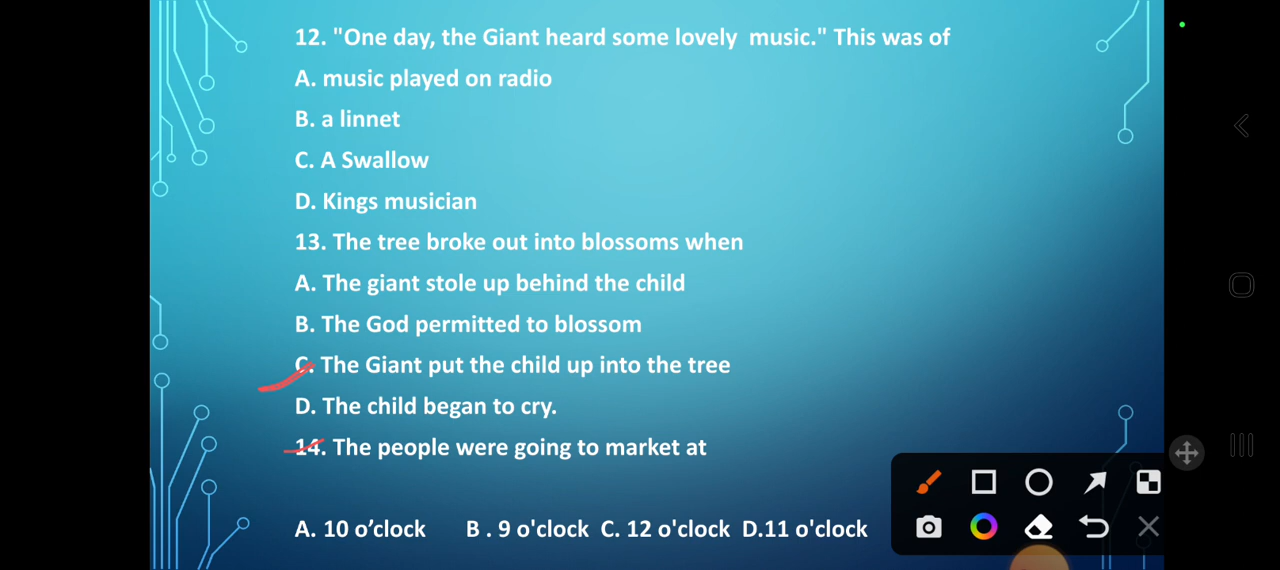 12. "One day, the Giant heard some lovely  music." This was of
A. music played on radio
B. a linnet
C. A Swallow
D. Kings musician
13. The tree broke out into blossoms when
A. The giant stole up behind the child
B. The God permitted to blossom
C. The Giant put the child up into the tree
D. The child began to cry.
14. The people were going to market at
A. 10 o’clock      B . 9 o'clock  C. 12 o'clock  D.11 o'clock